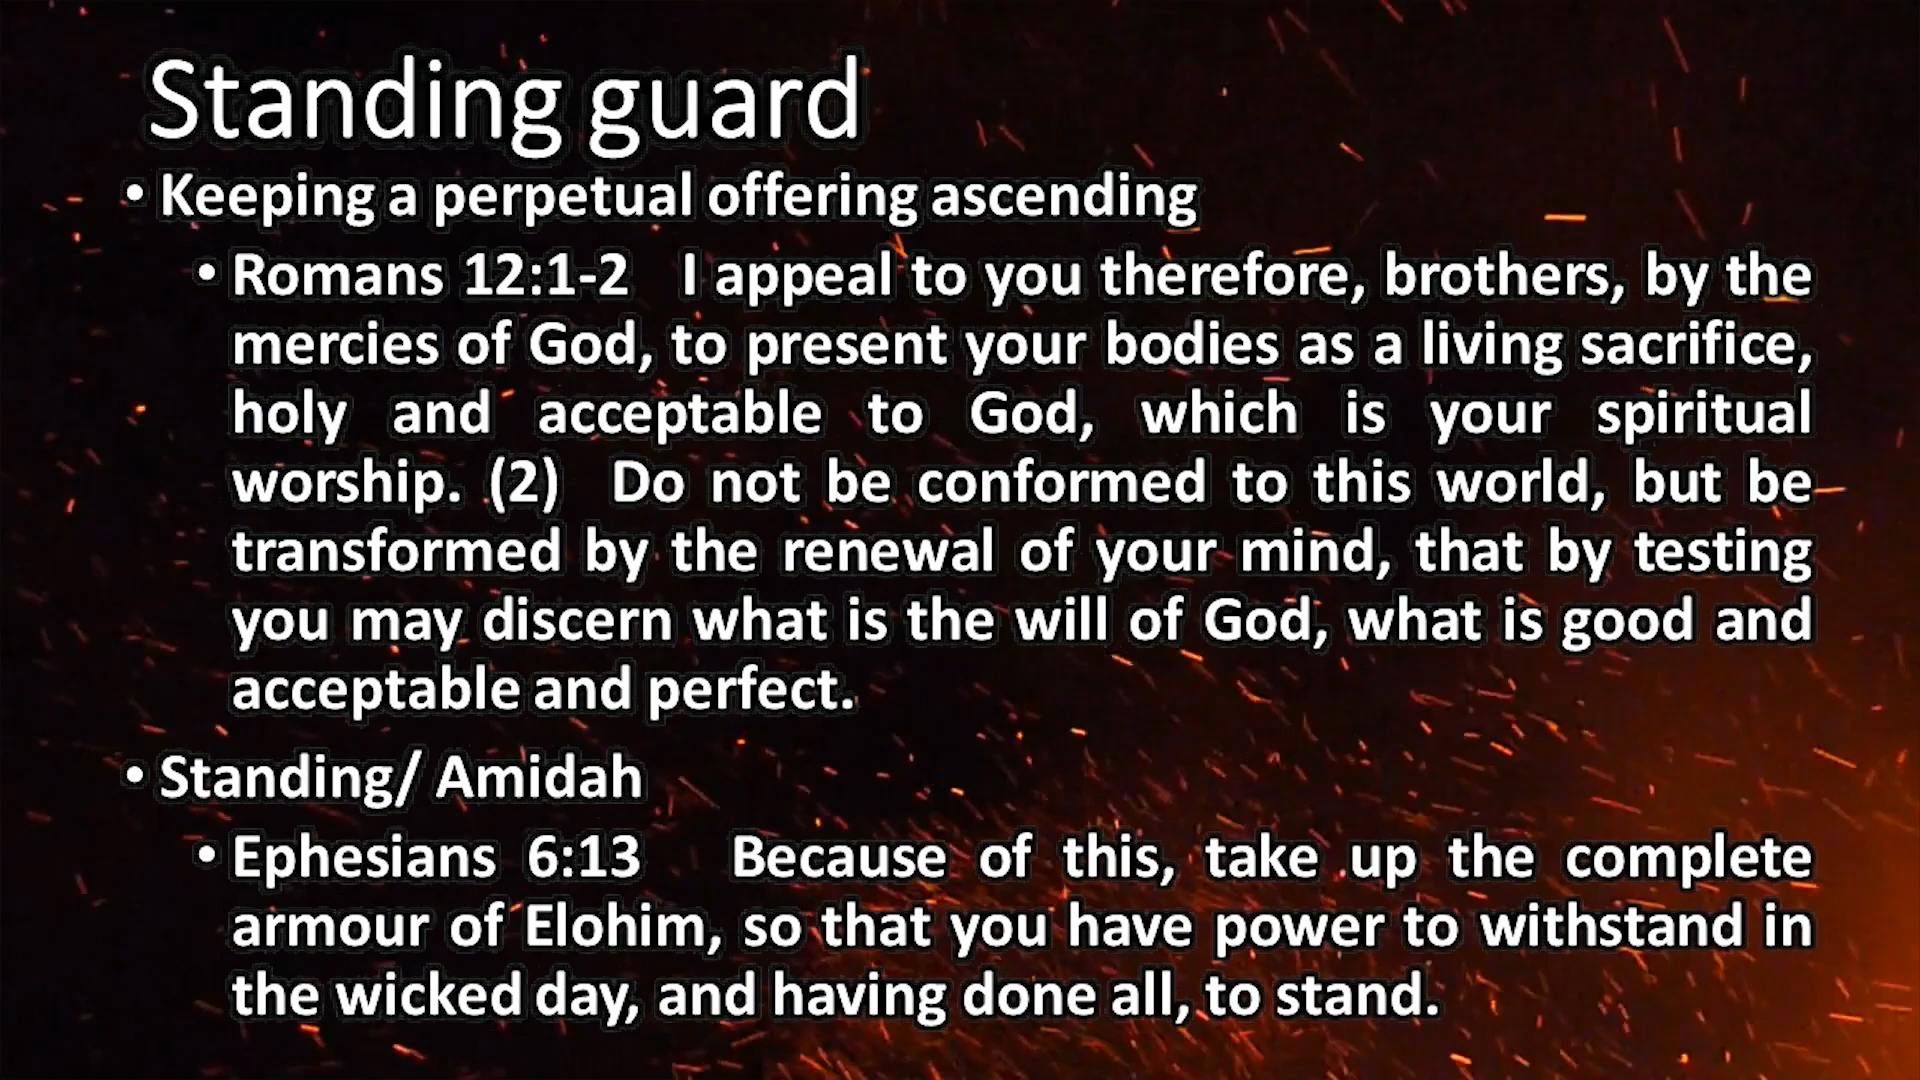 Standing guard
• Keeping a perpetual offering ascending
• Romans 12:1-2 I appeal to you therefore, brothers, by the
mercies of God, to present your bodies as a living sacrifice,
holy and acceptable to God, which is your spiritual
worship. (2) Do not be conformed to this world, but be
transformed by the renewal of your mind, that by testing
you may discern what is the will of God, what is good and
acceptable and perfect.
• Standing/ Amidah
• Ephesians 6:13 Because of this, take up the complete
armour of Elohim, so that you have power to withstand in
the wicked day, and having done all, to stand.